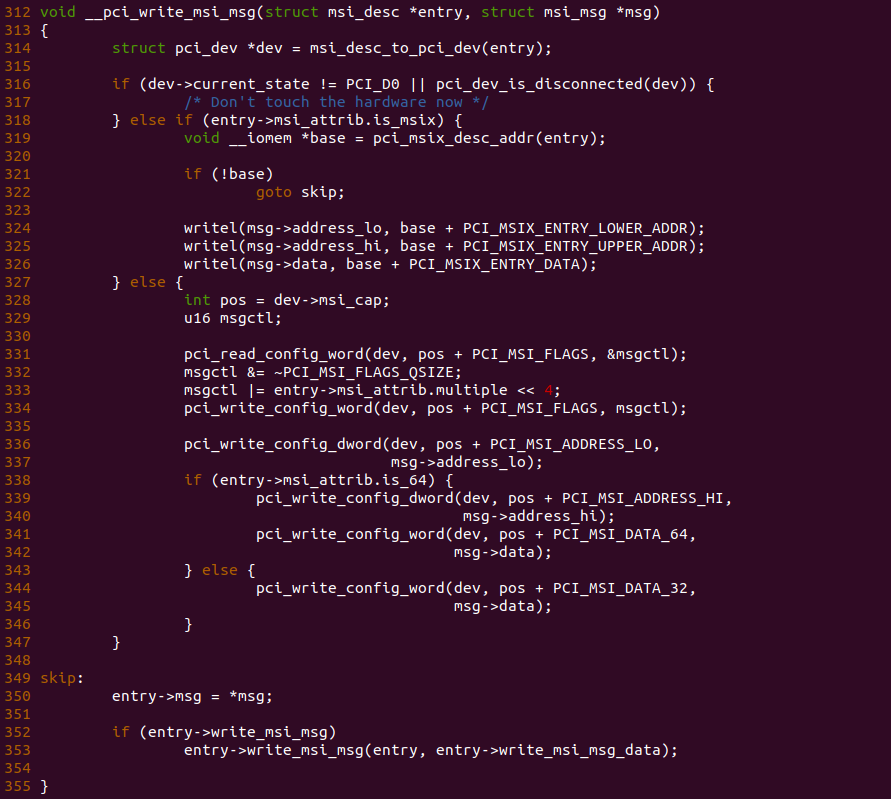 312 void __pci_write_msi_msg(struct msi_desc *entry, struct msi_msg *msg)
313 {
314         struct pci_dev *dev = msi_desc_to_pci_dev(entry);
315
316         if (dev->current_state != PCI_D0 || pci_dev_is_disconnected(dev)) {
317                 /* Don't touch the hardware now */
318         } else if (entry->msi_attrib.is_msix) {
319                 void __iomem *base = pci_msix_desc_addr(entry);
320
321                 if (!base)
322                         goto skip;
323
324                 writel(msg->address_lo, base + PCI_MSIX_ENTRY_LOWER_ADDR);
325                 writel(msg->address_hi, base + PCI_MSIX_ENTRY_UPPER_ADDR);
326                 writel(msg->data, base + PCI_MSIX_ENTRY_DATA);
327         } else {
328                 int pos = dev->msi_cap;
329                 u16 msgctl;
330
331                 pci_read_config_word(dev, pos + PCI_MSI_FLAGS, &msgctl);
332                 msgctl &= ~PCI_MSI_FLAGS_QSIZE;
333                 msgctl |= entry->msi_attrib.multiple << 4;
334                 pci_write_config_word(dev, pos + PCI_MSI_FLAGS, msgctl);
335
336                 pci_write_config_dword(dev, pos + PCI_MSI_ADDRESS_LO,
337                                        msg->address_lo);
338                 if (entry->msi_attrib.is_64) {
339                         pci_write_config_dword(dev, pos + PCI_MSI_ADDRESS_HI,
340                                                msg->address_hi);
341                         pci_write_config_word(dev, pos + PCI_MSI_DATA_64,
342                                               msg->data);
343                 } else {
344                         pci_write_config_word(dev, pos + PCI_MSI_DATA_32,
345                                               msg->data);
346                 }
347         }
348
349 skip:
350         entry->msg = *msg;
351
352         if (entry->write_msi_msg)
353                 entry->write_msi_msg(entry, entry->write_msi_msg_data);
354
355 }